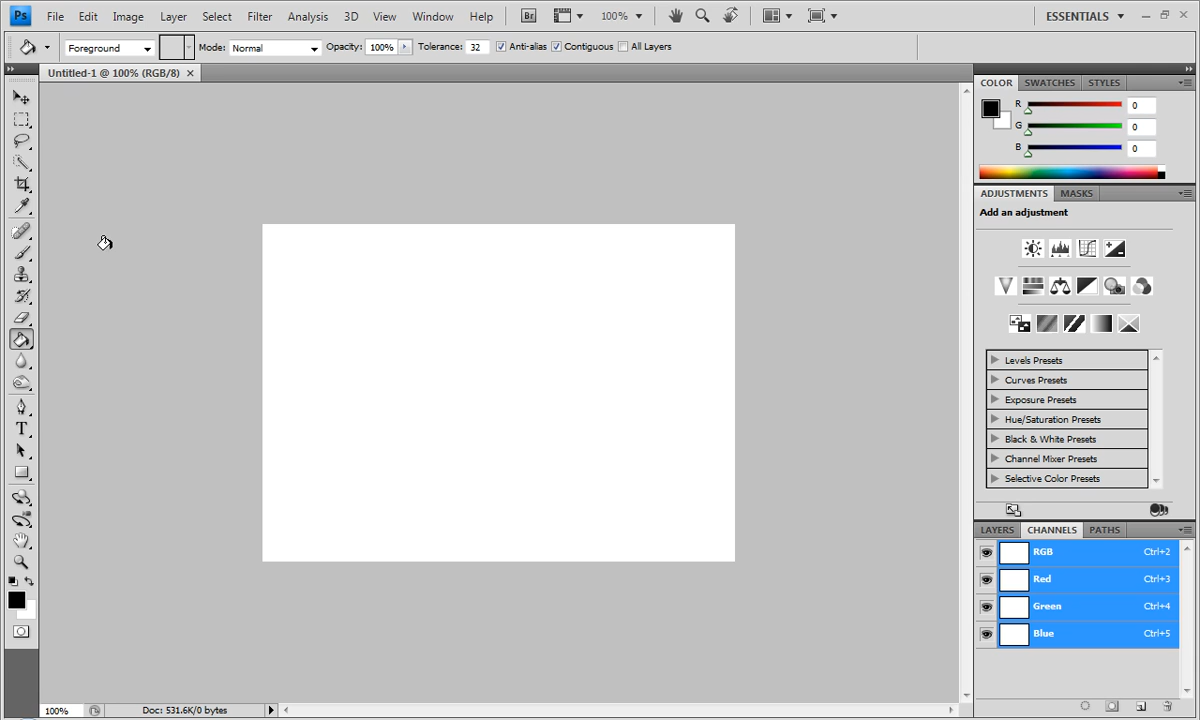 Ps File Edit Image Layer Select Filter Analysis 3D View Window Help Br 100% ESSENTIALS
Foreground Mode: Normal Opacity: 100% Tolerance: 32 Anti-alias Contiguous All Layers
Untitled-1 @ 100% (RGB/8)
COLOR SWATCHES STYLES
R 0
G 0
B 0
ADJUSTMENTS MASKS
Add an adjustment
Levels Presets
Curves Presets
Exposure Presets
Hue/Saturation Presets
Black & White Presets
Channel Mixer Presets
Selective Color Presets
LAYERS CHANNELS PATHS
RGB Ctrl+2
Red Ctrl+3
Green Ctrl+4
Blue Ctrl+5
T
100% Doc: 531.6K/0 bytes